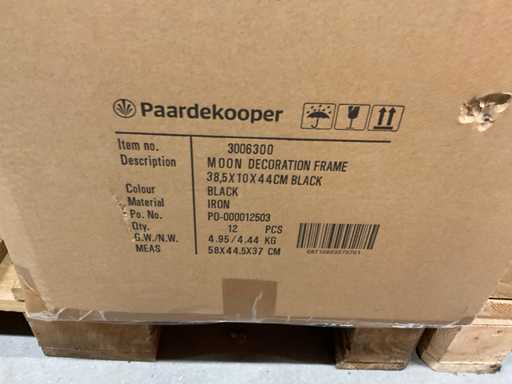 Paardekooper
Item no. 3006300
Description MOON DECORATION FRAME
38,5X10X44CM BLACK
Colour BLACK
Material IRON
Po. No. PO-000012503
Qty. 12 PCS
G.W./N.W. 4.95/4.44 KG
MEAS 58X44.5X37 CM